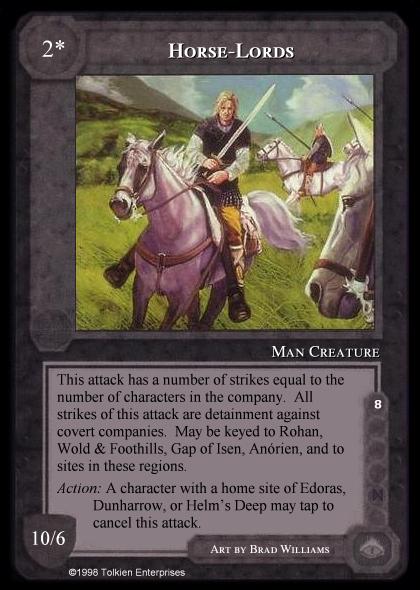 2*
HORSE-LORDS
MAN CREATURE
This attack has a number of strikes equal to the
number of characters in the company. All
strikes of this attack are detainment against
covert companies. May be keyed to Rohan,
Wold & Foothills, Gap of Isen, Anórien, and to
sites in these regions.
8
Action: A character with a home site of Edoras,
Dunharrow, or Helm's Deep may tap to
cancel this attack.
N
10/6
ART BY BRAD WILLIAMS
©1998 Tolkien Enterprises